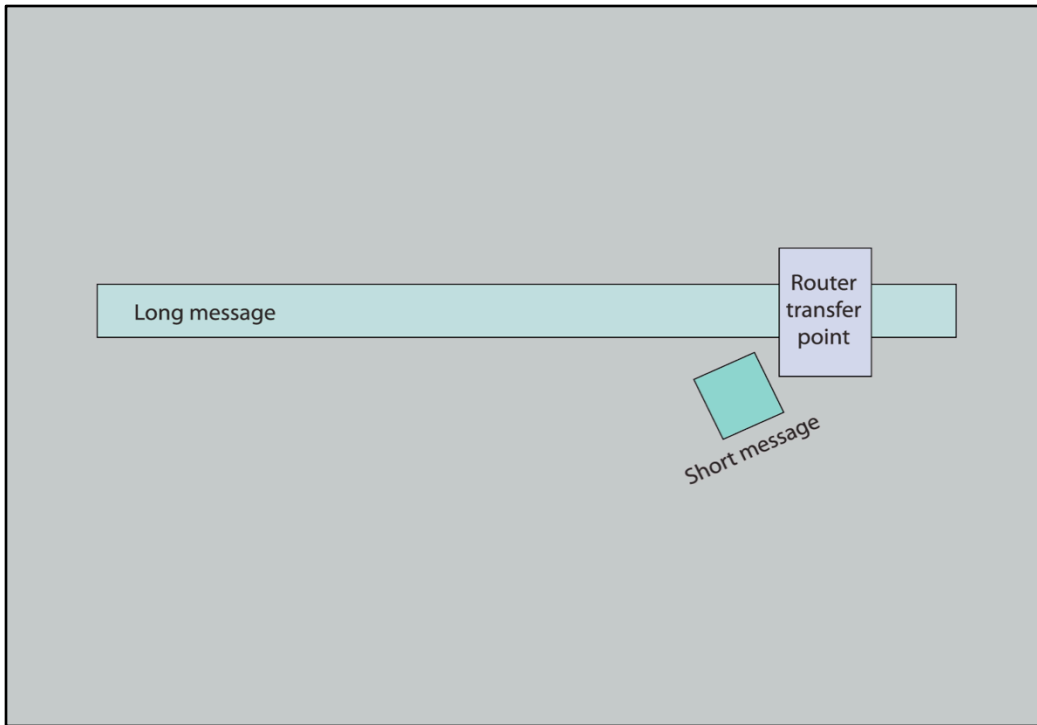 Long message
Router
transfer
point
Short message